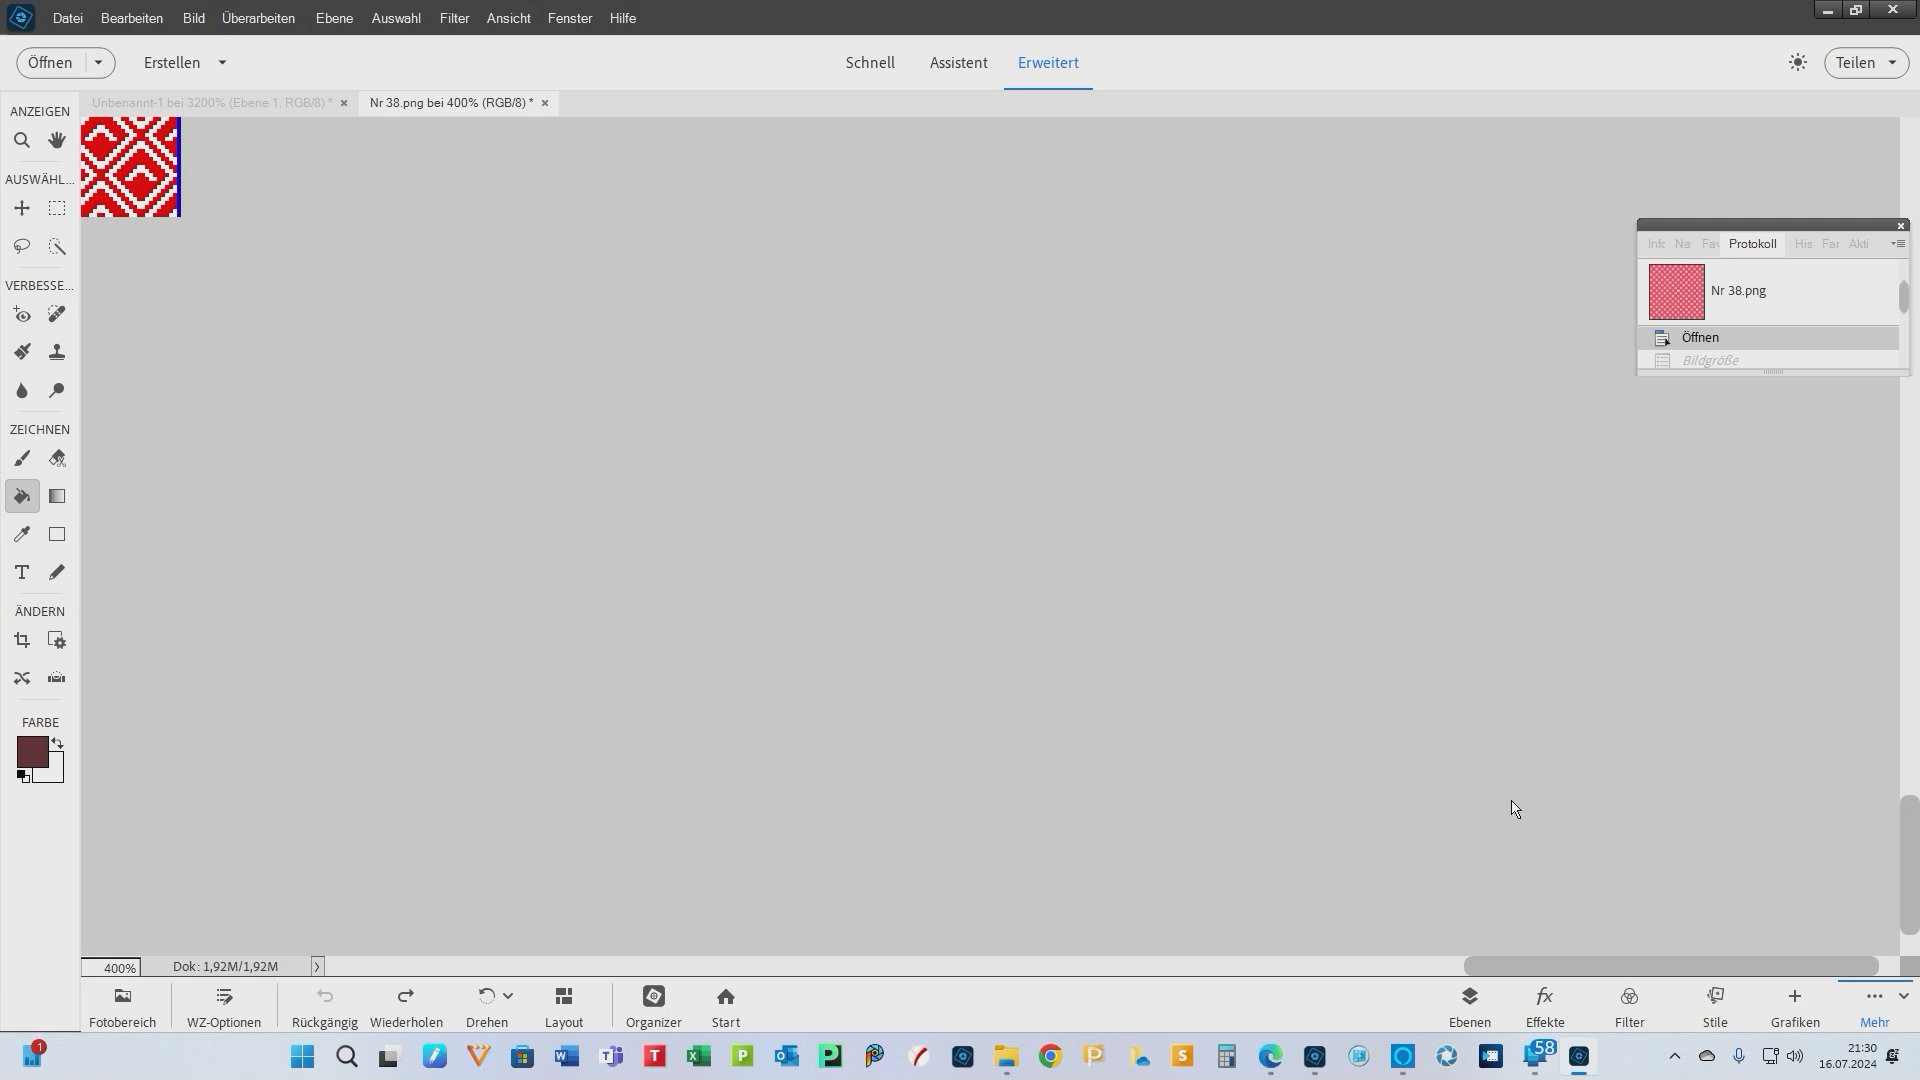 Datei Bearbeiten Bild Überarbeiten Ebene Auswahl Filter Ansicht Fenster Hilfe
Öffnen Erstellen Schnell Assistent Erweitert Teilen
ANZEIGEN
Unbenannt-1 bei 3200% (Ebene 1, RGB/8) * Nr 38.png bei 400% (RGB/8) *
AUSWÄHL...
VERBESSE...
ZEICHNEN
T
ÄNDERN
FARBE
Info Na Fav Protokoll His Far Akti
Nr 38.png
Öffnen
Bildgröße
400% Dok: 1,92M/1,92M
Fotobereich WZ-Optionen Rückgängig Wiederholen Drehen Layout Organizer Start Ebenen Effekte Filter Stile Grafiken Mehr
1
58
21:30
16.07.2024